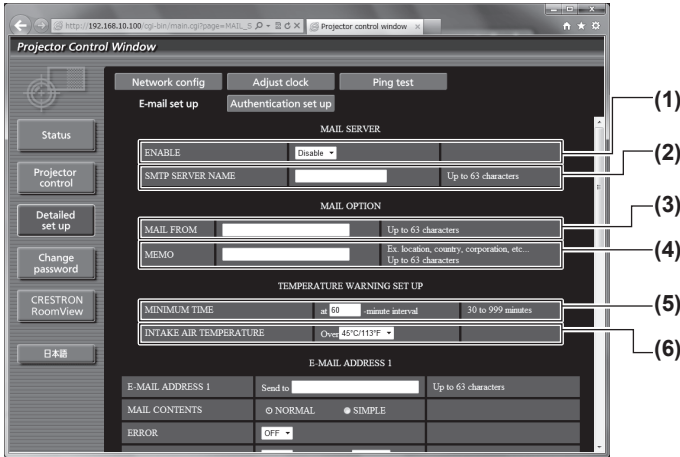 http://192.168.10.100/cgi-bin/main.cgi?page=MAIL_S
Projector control window
Projector Control Window
Network config Adjust clock Ping test
E-mail set up Authentication set up
Status
Projector control
Detailed set up
Change password
CRESTRON RoomView
日本語
MAIL SERVER
ENABLE Disable (1)
SMTP SERVER NAME Up to 63 characters (2)
MAIL OPTION
MAIL FROM Up to 63 characters (3)
MEMO Ex. location, country, corporation, etc...
Up to 63 characters (4)
TEMPERATURE WARNING SET UP
MINIMUM TIME at 60 -minute interval 30 to 999 minutes (5)
INTAKE AIR TEMPERATURE Over 45°C/113°F (6)
E-MAIL ADDRESS 1
E-MAIL ADDRESS 1 Send to Up to 63 characters
MAIL CONTENTS NORMAL SIMPLE
ERROR OFF